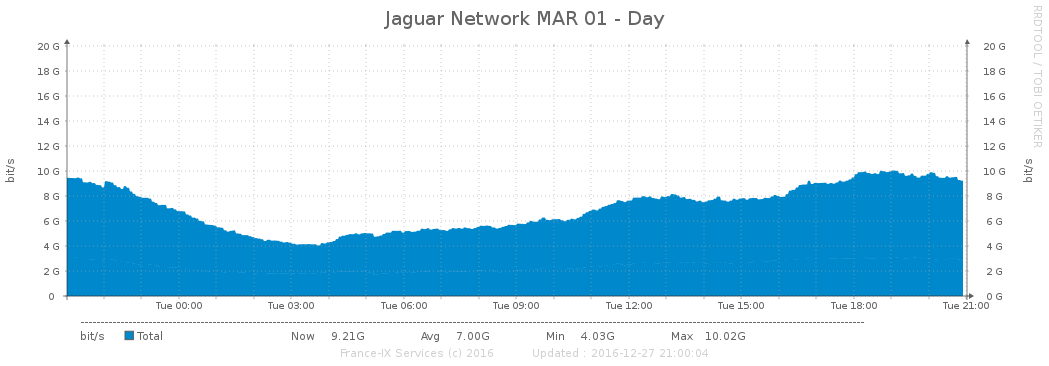 Jaguar Network MAR 01 - Day
RRDTOOL / TOBI OETIKER
bit/s
bit/s
20 G 20 G
18 G 18 G
16 G 16 G
14 G 14 G
12 G 12 G
10 G 10 G
8 G 8 G
6 G 6 G
4 G 4 G
2 G 2 G
0 0 G
Tue 00:00 Tue 03:00 Tue 06:00 Tue 09:00 Tue 12:00 Tue 15:00 Tue 18:00 Tue 21:00
bit/s Total Now 9.21G Avg 7.00G Min 4.03G Max 10.02G
France-IX Services (c) 2016 Updated : 2016-12-27 21:00:04